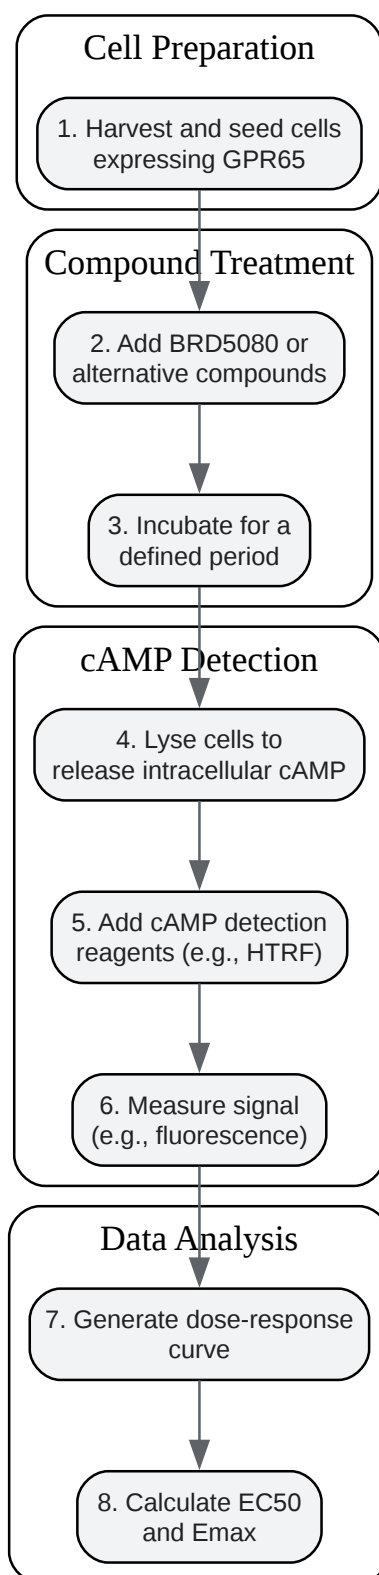 Cell Preparation
1. Harvest and seed cells
expressing GPR65
Compound Treatment
2. Add BRD5080 or
alternative compounds
3. Incubate for a
defined period
cAMP Detection
4. Lyse cells to
release intracellular cAMP
5. Add cAMP detection
reagents (e.g., HTRF)
6. Measure signal
(e.g., fluorescence)
Data Analysis
7. Generate dose-response
curve
8. Calculate EC50
and Emax